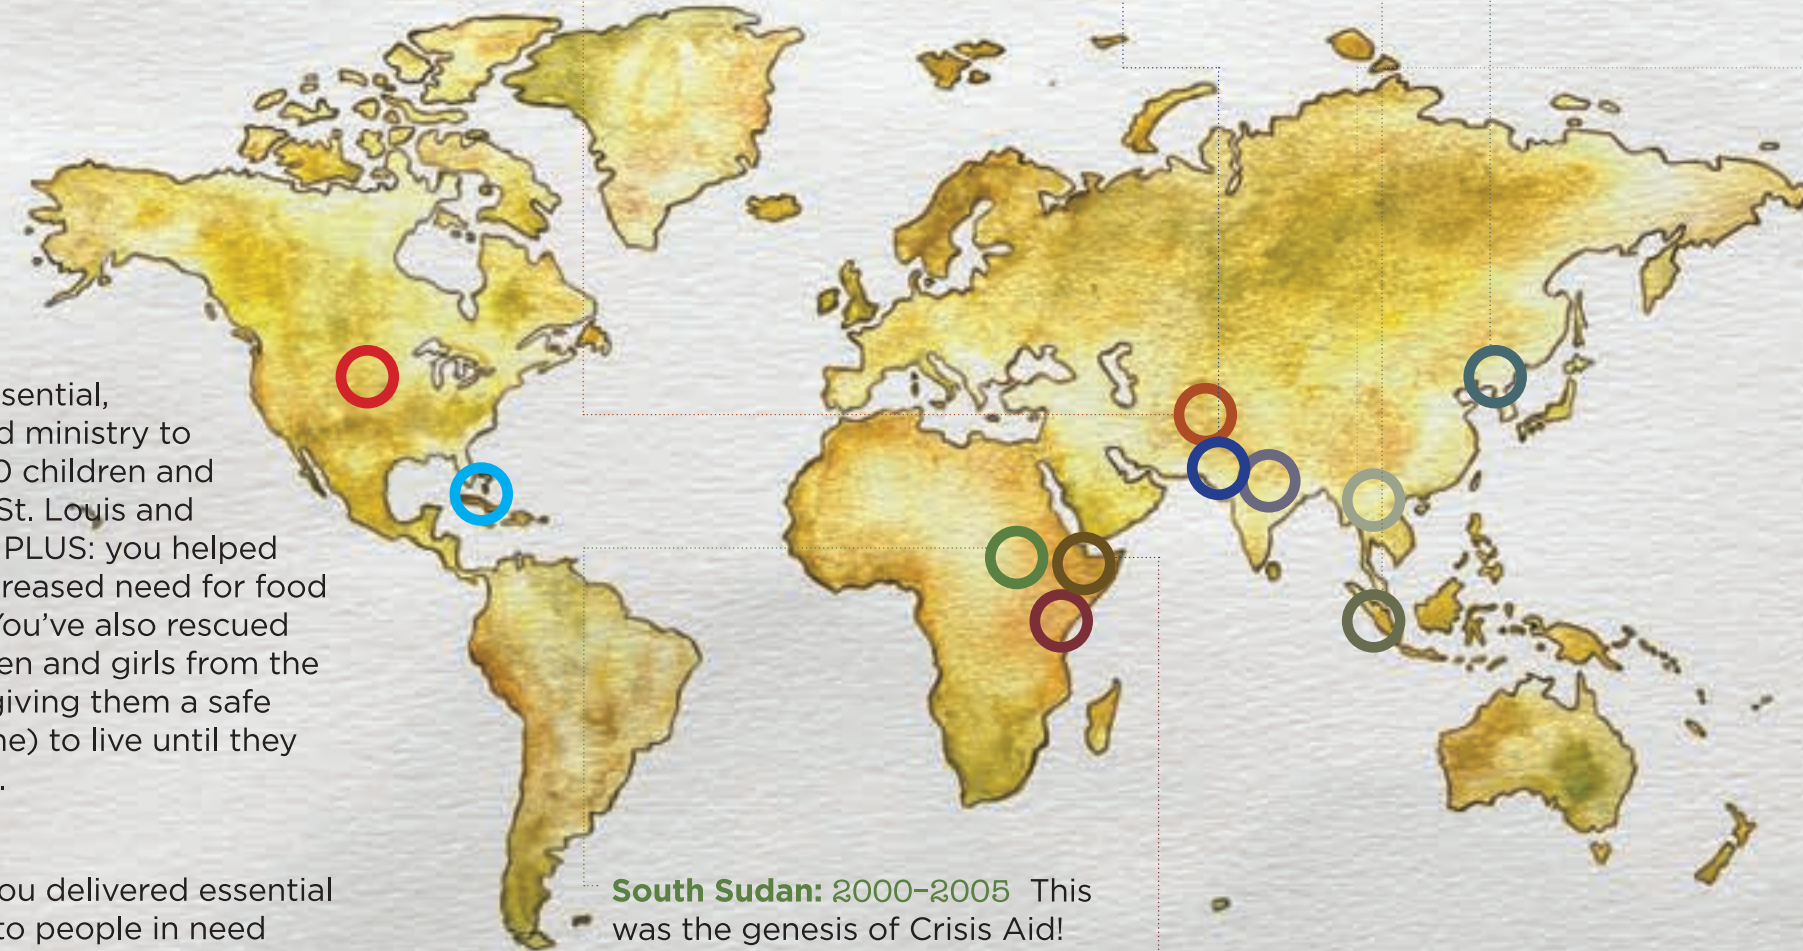 sential,
d ministry to
0 children and
St. Louis and
PLUS: you helped
reased need for food
You've also rescued
en and girls from the
giving them a safe
ne) to live until they
.
ou delivered essential
to people in need
South Sudan: 2000–2005 This
was the genesis of Crisis Aid!